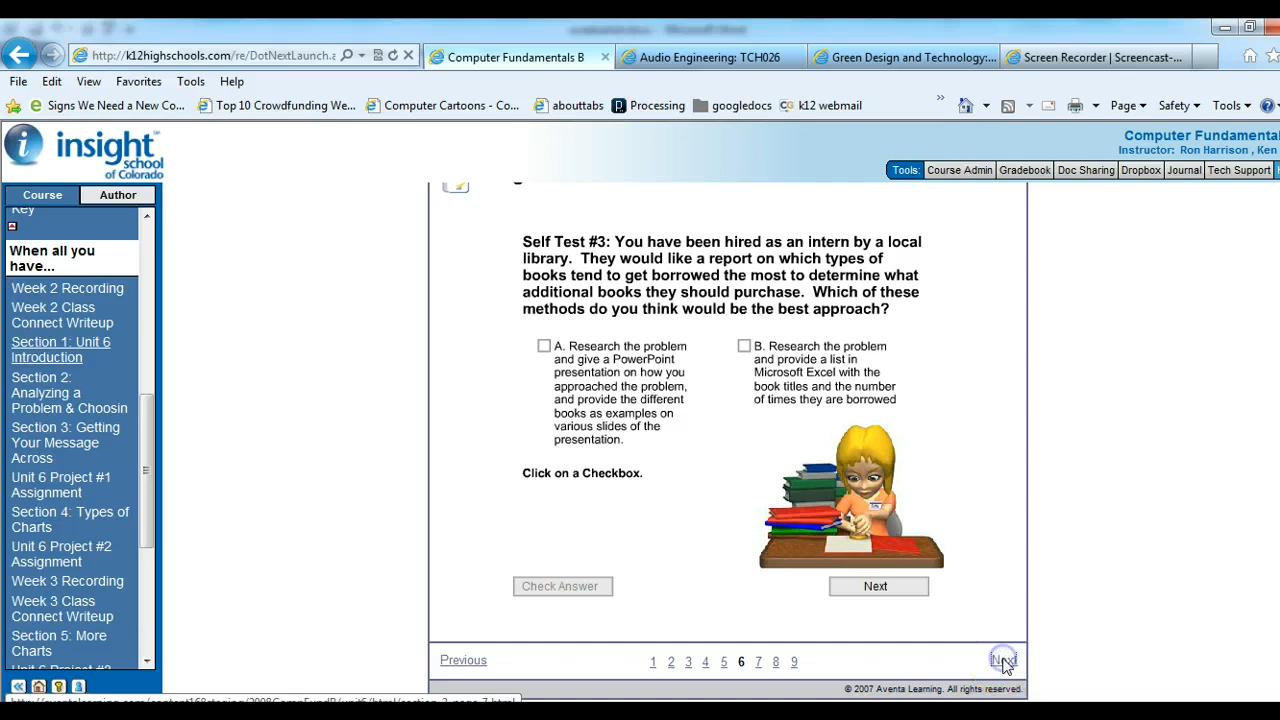 http://k12highschools.com/re/DotNextLaunch.a
Computer Fundamentals B
Audio Engineering: TCH026
Green Design and Technology:...
Screen Recorder | Screencast-...
File Edit View Favorites Tools Help
Signs We Need a New Co...
Top 10 Crowdfunding We...
Computer Cartoons - Co...
abouttabs
Processing
googledocs
k12 webmail
Page
Safety
Tools
insight
school
of Colorado
Computer Fundamental
Instructor: Ron Harrison , Ken
Tools: Course Admin Gradebook Doc Sharing Dropbox Journal Tech Support
Course Author
Key
When all you
have...
Week 2 Recording
Week 2 Class
Connect Writeup
Section 1: Unit 6
Introduction
Section 2:
Analyzing a
Problem & Choosin
Section 3: Getting
Your Message
Across
Unit 6 Project #1
Assignment
Section 4: Types of
Charts
Unit 6 Project #2
Assignment
Week 3 Recording
Week 3 Class
Connect Writeup
Section 5: More
Charts
Self Test #3: You have been hired as an intern by a local
library. They would like a report on which types of
books tend to get borrowed the most to determine what
additional books they should purchase. Which of these
methods do you think would be the best approach?
A. Research the problem
and give a PowerPoint
presentation on how you
approached the problem,
and provide the different
books as examples on
various slides of the
presentation.
B. Research the problem
and provide a list in
Microsoft Excel with the
book titles and the number
of times they are borrowed
Click on a Checkbox.
Check Answer
Next
Previous
1 2 3 4 5 6 7 8 9
Next
© 2007 Aventa Learning. All rights reserved.